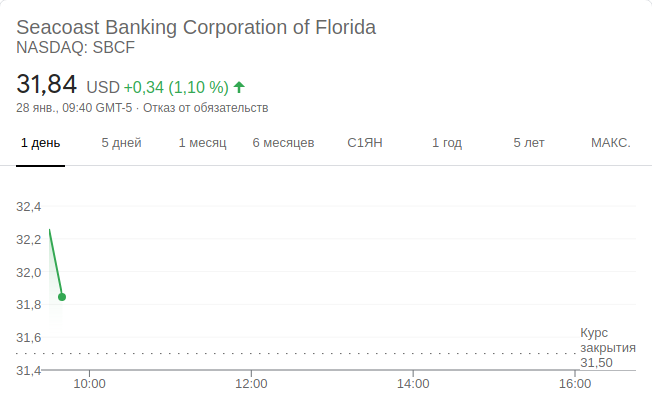 Seacoast Banking Corporation of Florida
NASDAQ: SBCF
31,84 USD +0,34 (1,10 %)
28 янв., 09:40 GMT-5 · Отказ от обязательств
1 день 5 дней 1 месяц 6 месяцев С1ЯН 1 год 5 лет МАКС.
32,4
32,2
32,0
31,8
31,6
31,4
Курс
закрытия
31,50
10:00 12:00 14:00 16:00